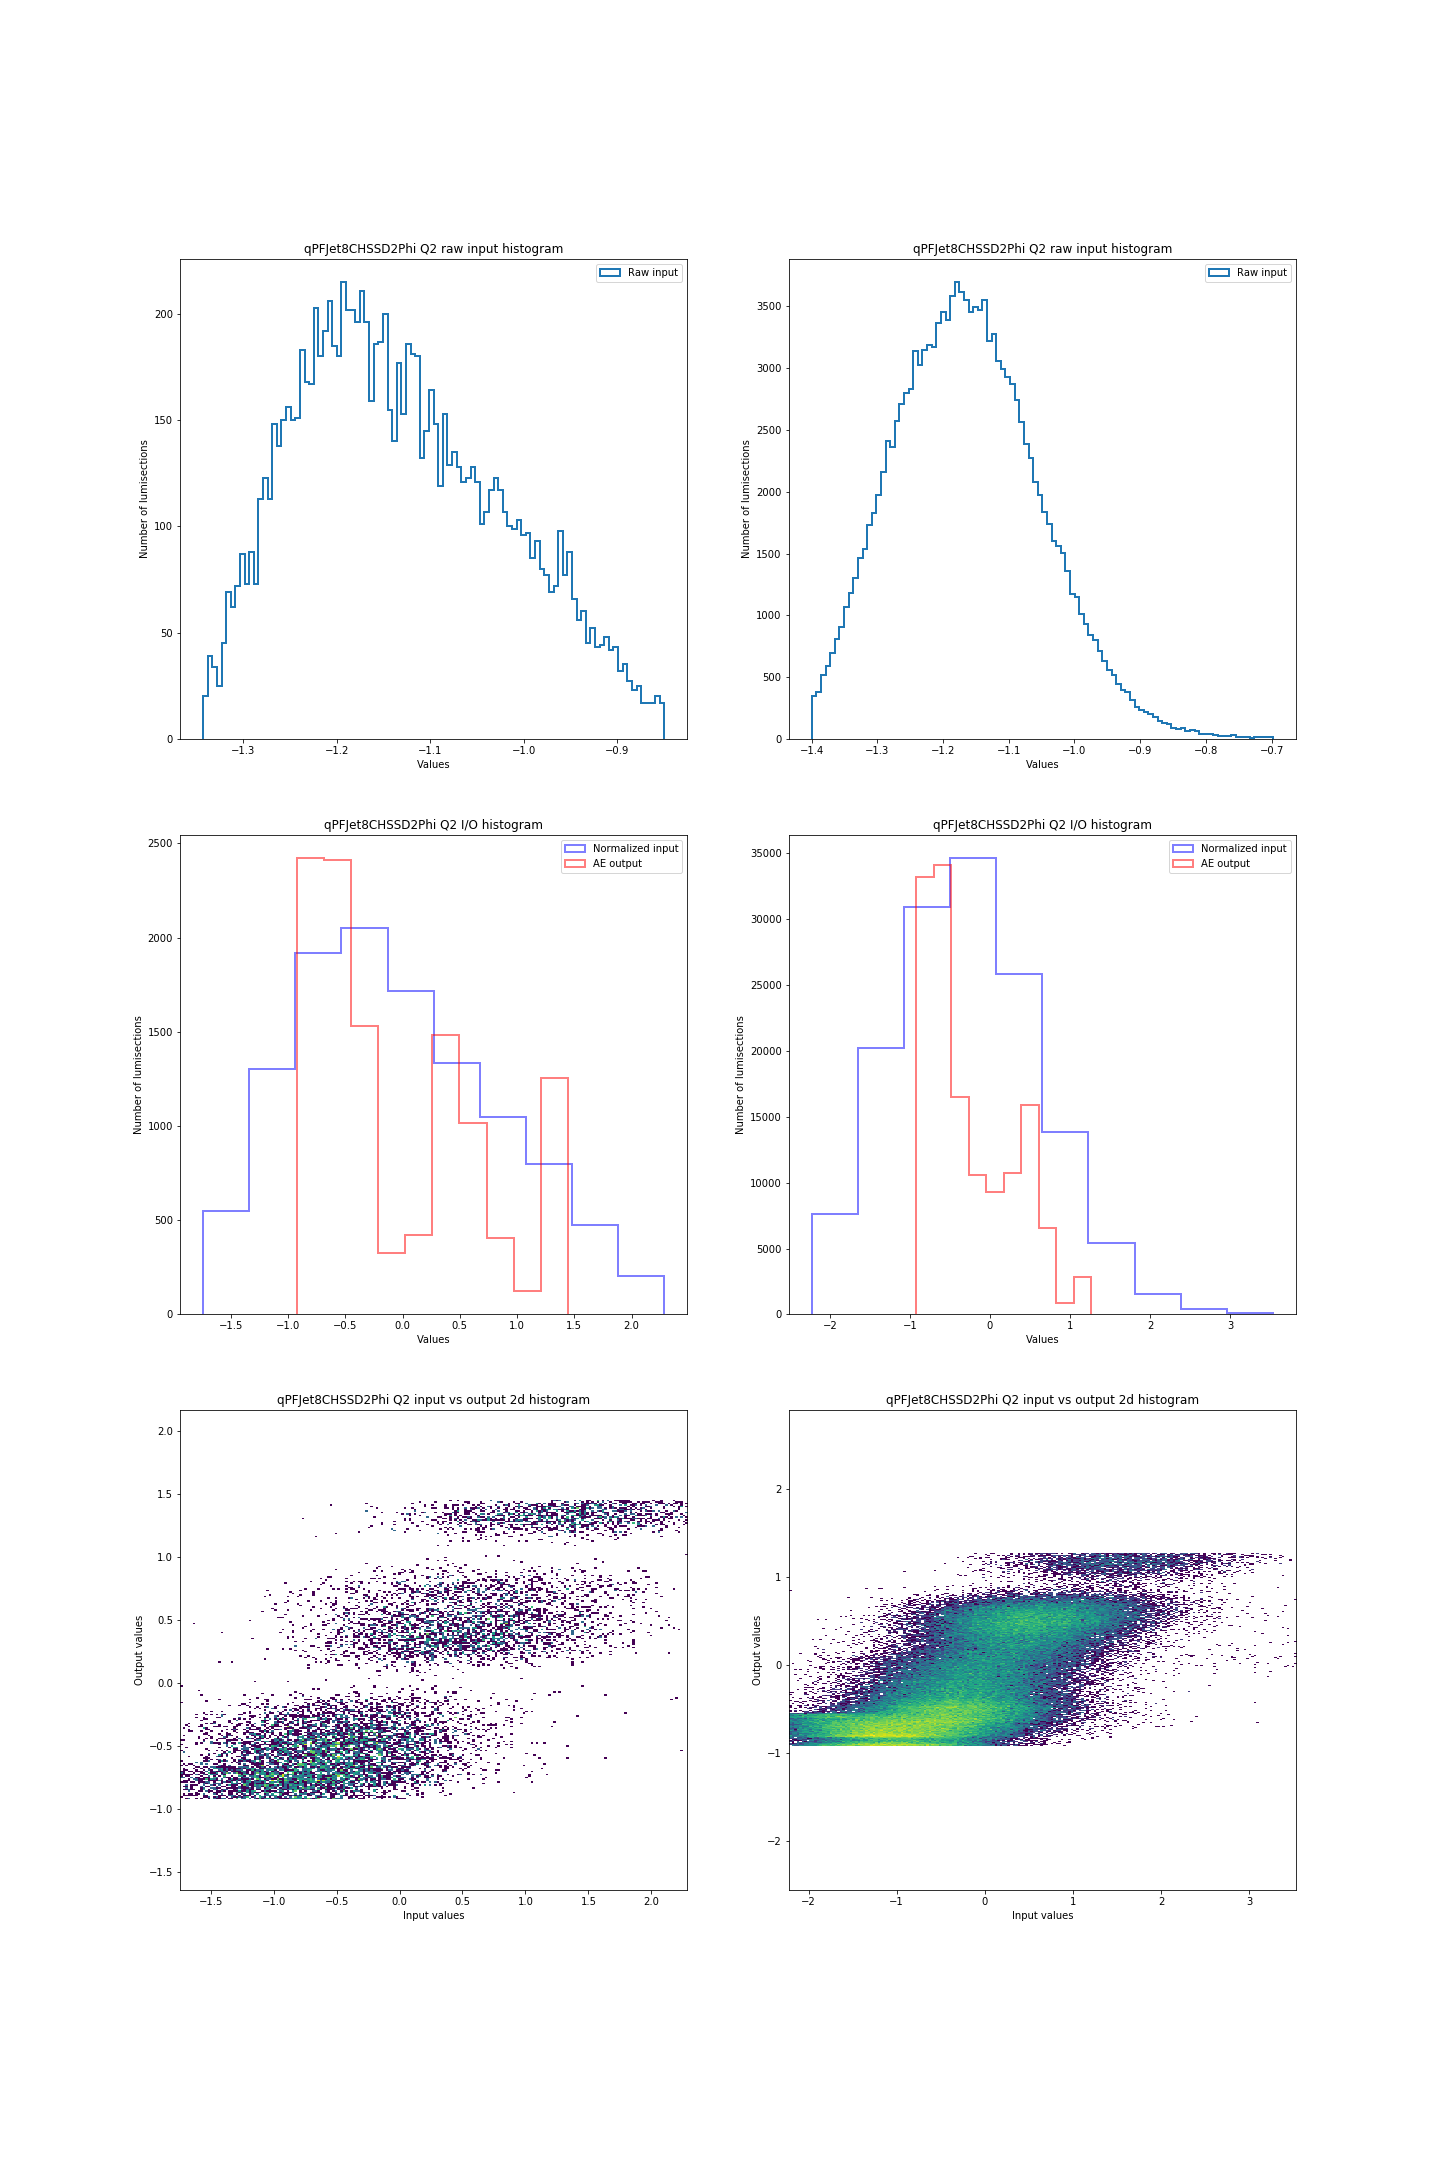 qPFJet8CHSSD2Phi Q2 raw input histogram
Raw input
200
150
100
50
0
Number of lumisections
−1.3 −1.2 −1.1 −1.0 −0.9
Values
qPFJet8CHSSD2Phi Q2 raw input histogram
Raw input
3500
3000
2500
2000
1500
1000
500
0
Number of lumisections
−1.4 −1.3 −1.2 −1.1 −1.0 −0.9 −0.8 −0.7
Values
qPFJet8CHSSD2Phi Q2 I/O histogram
Normalized input
AE output
2500
2000
1500
1000
500
0
Number of lumisections
−1.5 −1.0 −0.5 0.0 0.5 1.0 1.5 2.0
Values
qPFJet8CHSSD2Phi Q2 I/O histogram
Normalized input
AE output
35000
30000
25000
20000
15000
10000
5000
0
Number of lumisections
−2 −1 0 1 2 3
Values
qPFJet8CHSSD2Phi Q2 input vs output 2d histogram
2.0
1.5
1.0
0.5
0.0
−0.5
−1.0
−1.5
Output values
−1.5 −1.0 −0.5 0.0 0.5 1.0 1.5 2.0
Input values
qPFJet8CHSSD2Phi Q2 input vs output 2d histogram
2
1
0
−1
−2
Output values
−2 −1 0 1 2 3
Input values